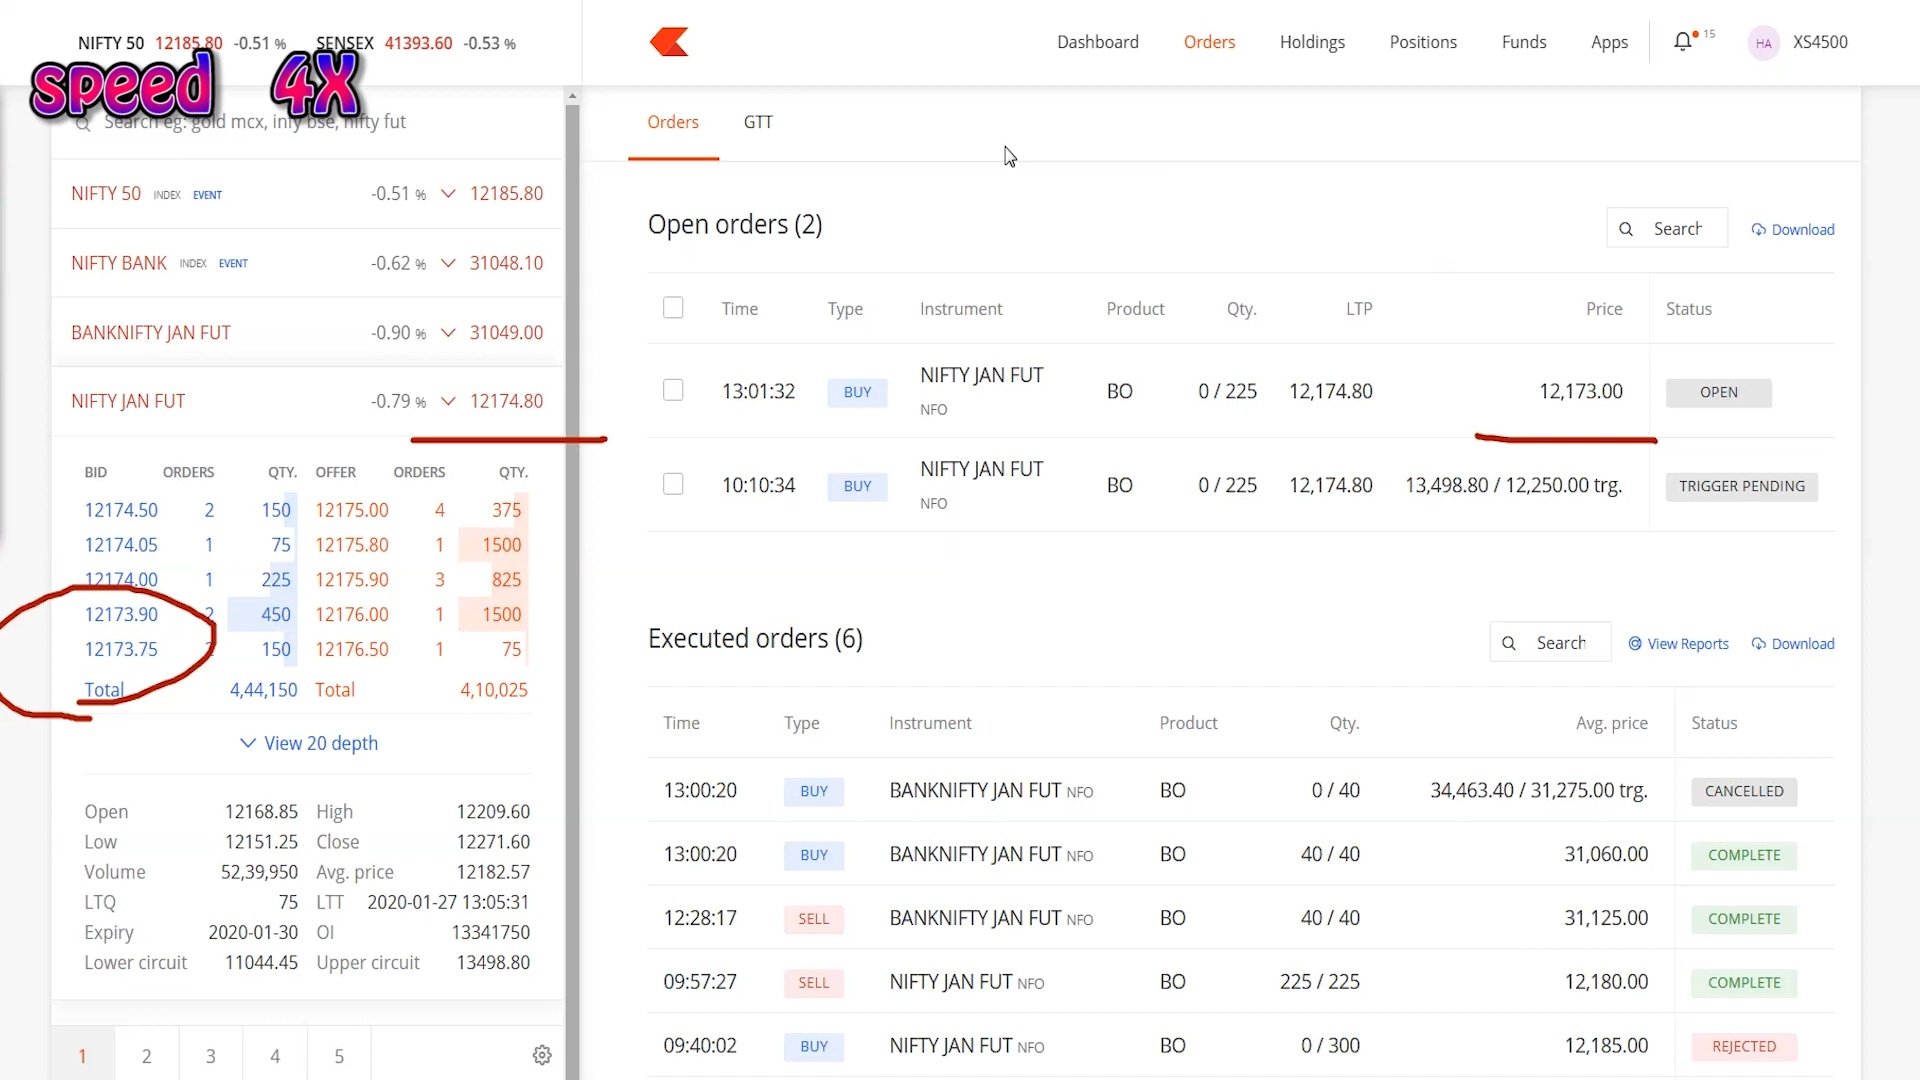 NIFTY 50 12185.80 -0.51 % SENSEX 41393.60 -0.53 %
Dashboard Orders Holdings Positions Funds Apps 15 HA XS4500
speed 4X
Search eg: gold mcx, infy bse, nifty fut
NIFTY 50 INDEX EVENT -0.51 % 12185.80
NIFTY BANK INDEX EVENT -0.62 % 31048.10
BANKNIFTY JAN FUT -0.90 % 31049.00
NIFTY JAN FUT -0.79 % 12174.80
BID ORDERS QTY. OFFER ORDERS QTY.
12174.50 2 150 12175.00 4 375
12174.05 1 75 12175.80 1 1500
12174.00 1 225 12175.90 3 825
12173.90 2 450 12176.00 1 1500
12173.75 150 12176.50 1 75
Total 4,44,150 Total 4,10,025
View 20 depth
Open 12168.85 High 12209.60
Low 12151.25 Close 12271.60
Volume 52,39,950 Avg. price 12182.57
LTQ 75 LTT 2020-01-27 13:05:31
Expiry 2020-01-30 OI 13341750
Lower circuit 11044.45 Upper circuit 13498.80
1 2 3 4 5
Orders GTT
Open orders (2) Search Download
Time Type Instrument Product Qty. LTP Price Status
13:01:32 BUY NIFTY JAN FUT NFO BO 0 / 225 12,174.80 12,173.00 OPEN
10:10:34 BUY NIFTY JAN FUT NFO BO 0 / 225 12,174.80 13,498.80 / 12,250.00 trg. TRIGGER PENDING
Executed orders (6) Search View Reports Download
Time Type Instrument Product Qty. Avg. price Status
13:00:20 BUY BANKNIFTY JAN FUT NFO BO 0 / 40 34,463.40 / 31,275.00 trg. CANCELLED
13:00:20 BUY BANKNIFTY JAN FUT NFO BO 40 / 40 31,060.00 COMPLETE
12:28:17 SELL BANKNIFTY JAN FUT NFO BO 40 / 40 31,125.00 COMPLETE
09:57:27 SELL NIFTY JAN FUT NFO BO 225 / 225 12,180.00 COMPLETE
09:40:02 BUY NIFTY JAN FUT NFO BO 0 / 300 12,185.00 REJECTED